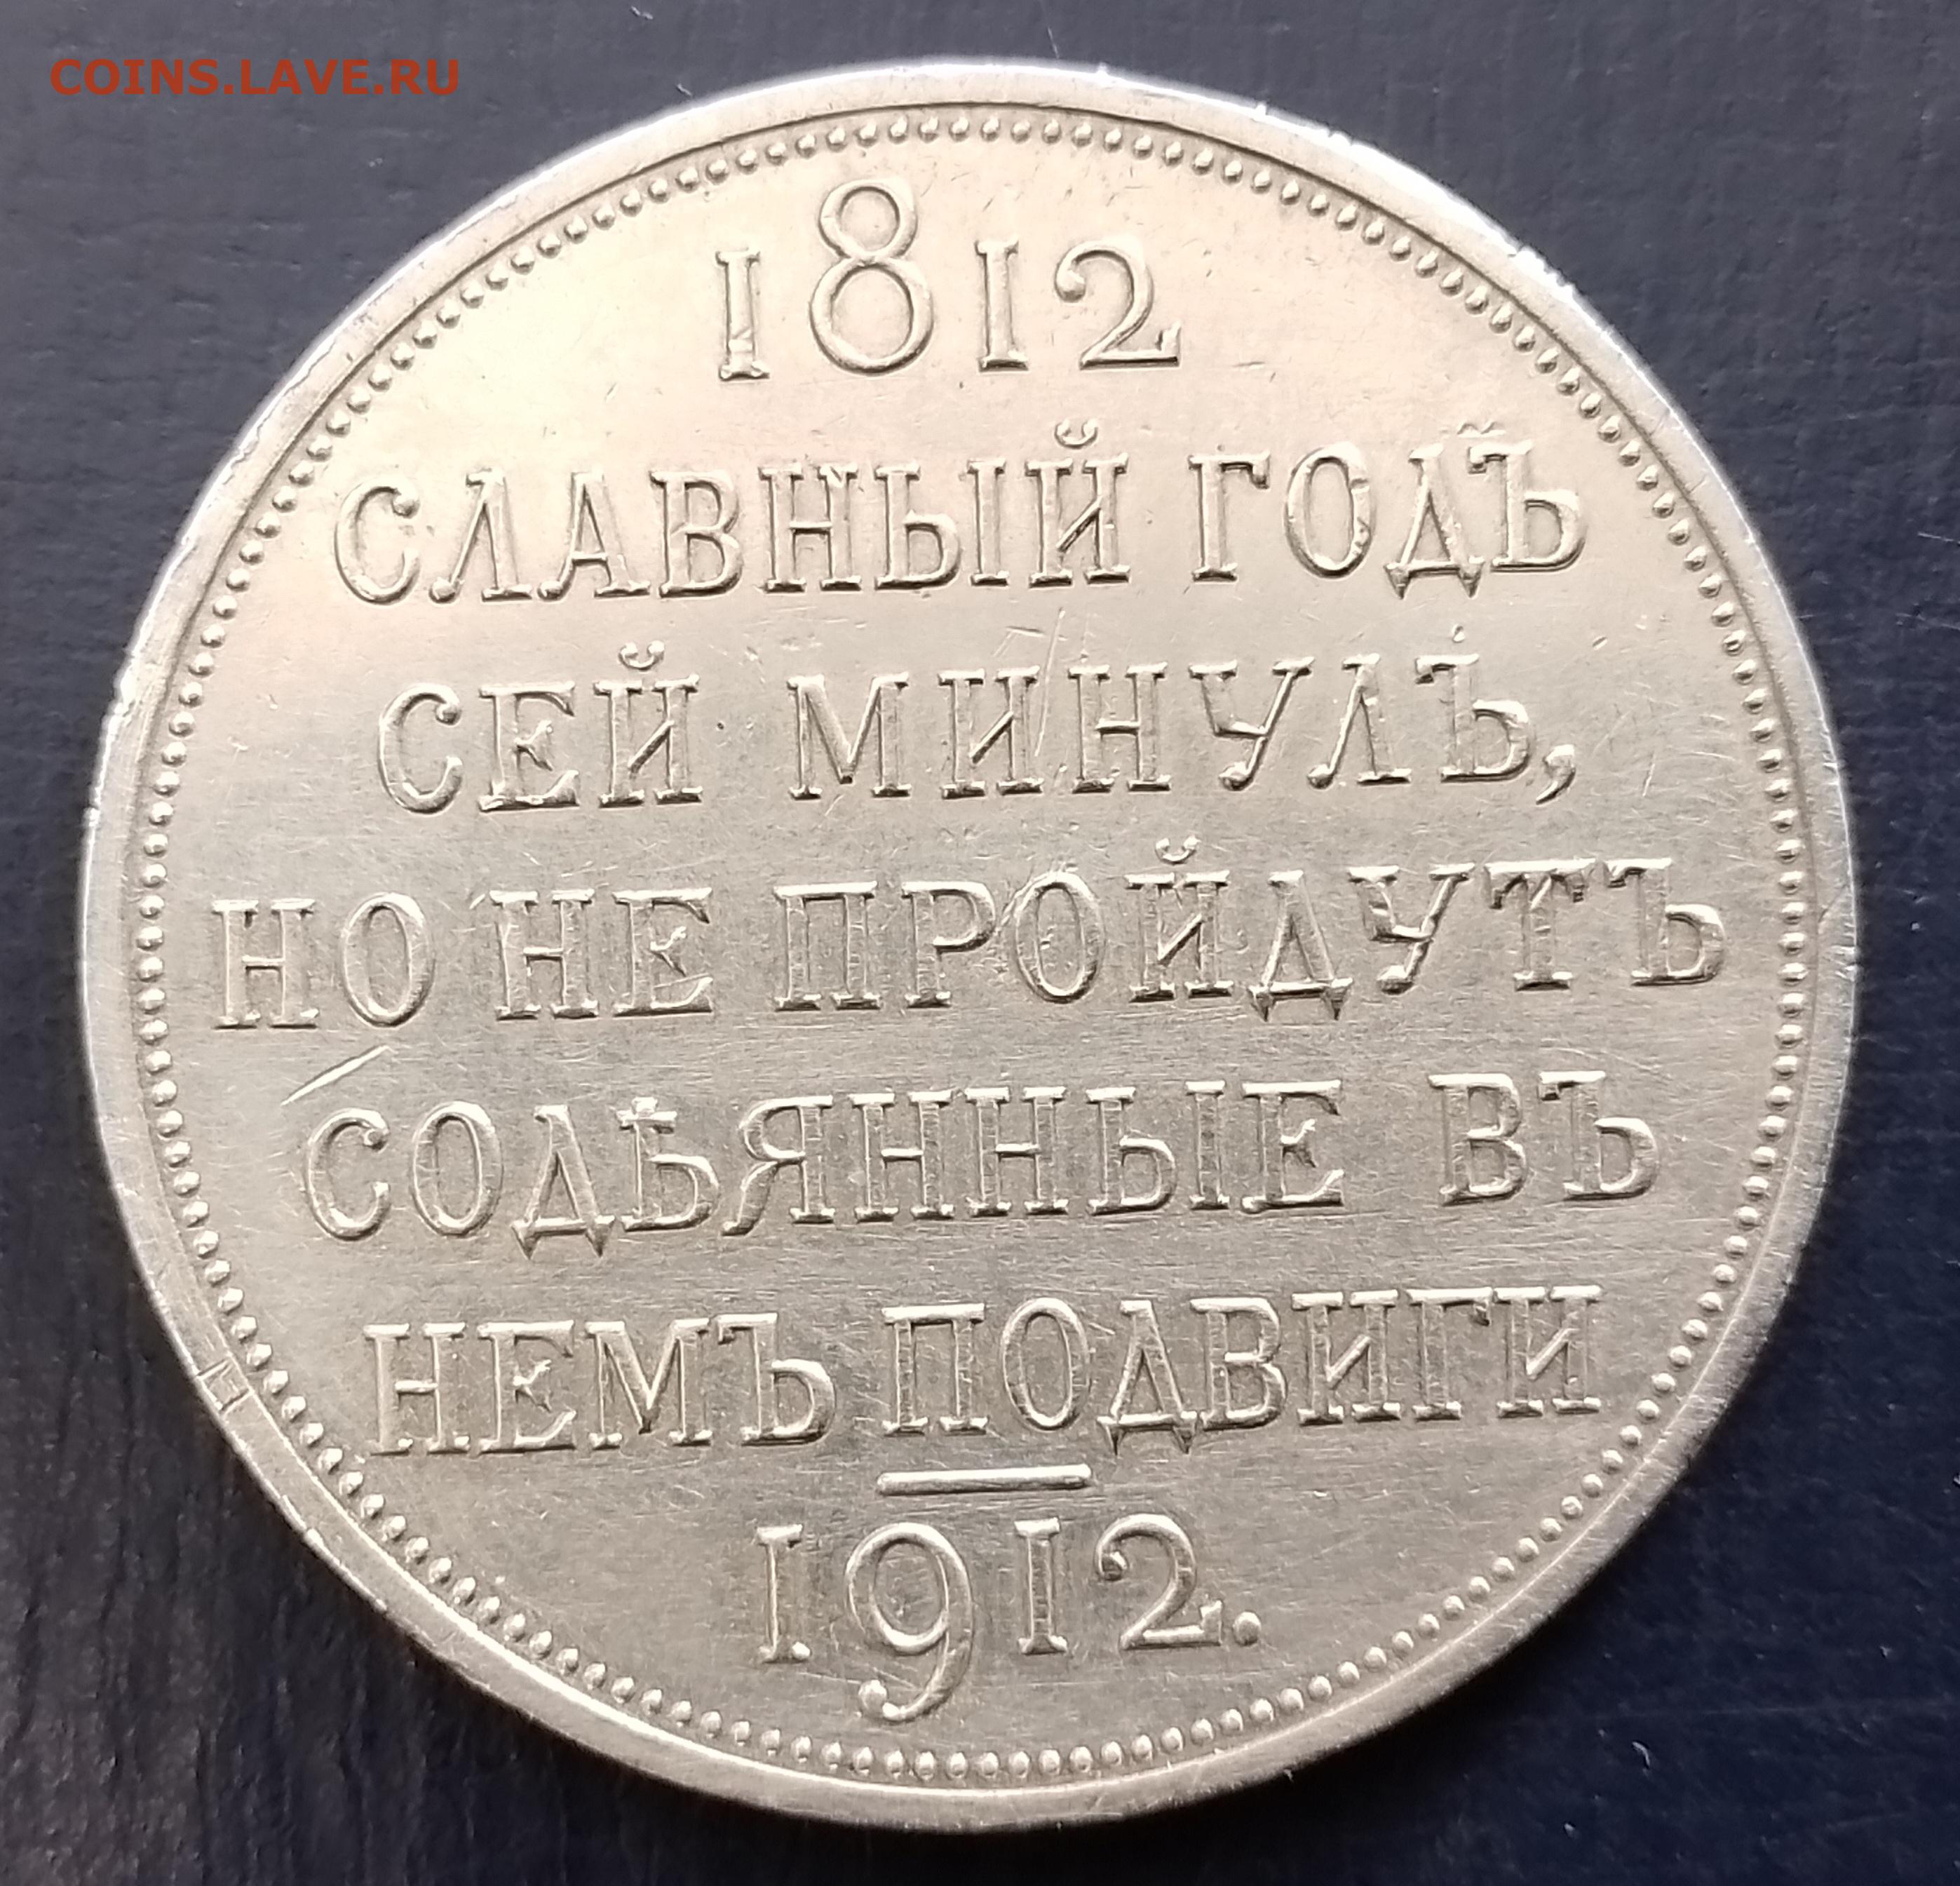 COINS.LAVE.RU
1812
СЛАВНЫЙ ГОДЪ
СЕЙ МИНУЛЪ,
НО НЕ ПРОЙДУТЪ
СОДѢЯННЫЕ ВЪ
НЕМЪ ПОДВИГИ
1912.